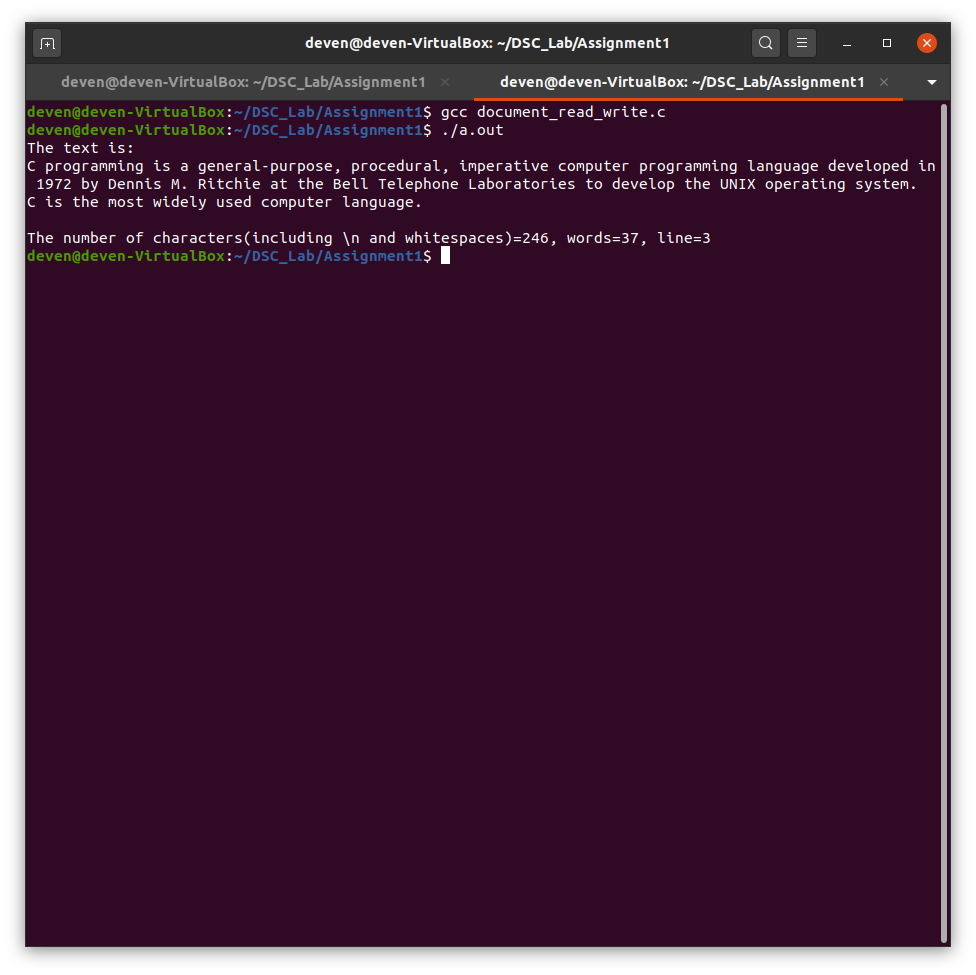 deven@deven-VirtualBox: ~/DSC_Lab/Assignment1
deven@deven-VirtualBox: ~/DSC_Lab/Assignment1 × deven@deven-VirtualBox: ~/DSC_Lab/Assignment1 ×
deven@deven-VirtualBox:~/DSC_Lab/Assignment1$ gcc document_read_write.c
deven@deven-VirtualBox:~/DSC_Lab/Assignment1$ ./a.out
The text is:
C programming is a general-purpose, procedural, imperative computer programming language developed in
 1972 by Dennis M. Ritchie at the Bell Telephone Laboratories to develop the UNIX operating system.
C is the most widely used computer language.

The number of characters(including \n and whitespaces)=246, words=37, line=3
deven@deven-VirtualBox:~/DSC_Lab/Assignment1$